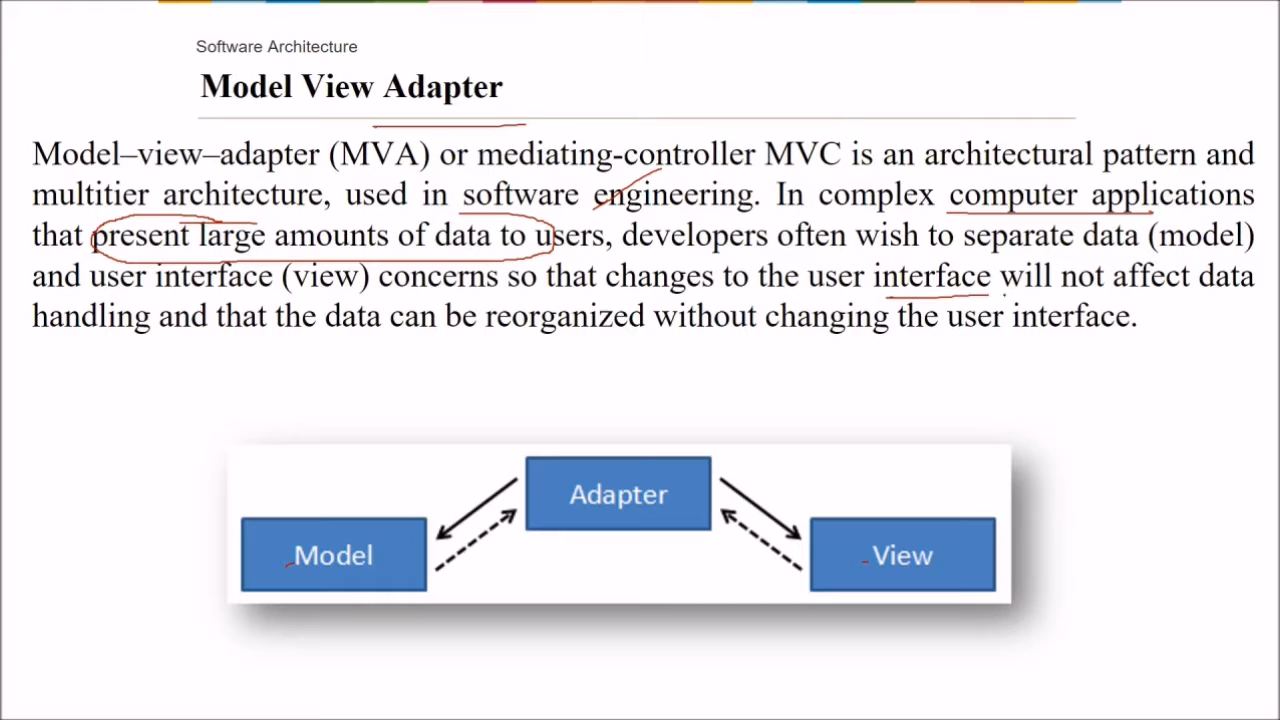 Software Architecture
Model View Adapter
Model–view–adapter (MVA) or mediating-controller MVC is an architectural pattern and
multitier architecture, used in software engineering. In complex computer applications
that present large amounts of data to users, developers often wish to separate data (model)
and user interface (view) concerns so that changes to the user interface will not affect data
handling and that the data can be reorganized without changing the user interface.
Adapter
Model
View